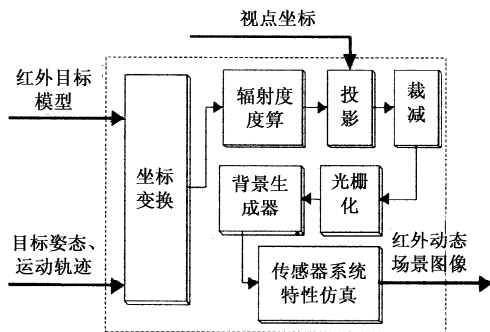 视点坐标
红外目标
模型
辐射度
度算
投
影
裁
减
坐标
变换
背景生
成器
光栅
化
目标姿态、
运动轨迹
传感器系统
特性仿真
红外动态
场景图像